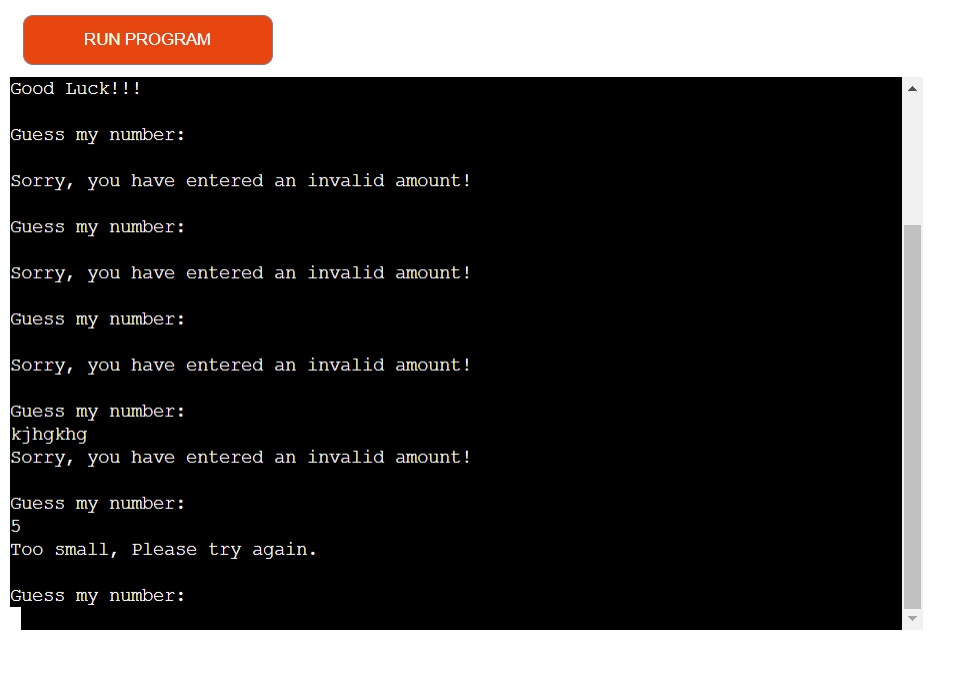 RUN PROGRAM
Good Luck!!!
Guess my number:
Sorry, you have entered an invalid amount!
Guess my number:
Sorry, you have entered an invalid amount!
Guess my number:
Sorry, you have entered an invalid amount!
Guess my number:
kjhgkhg
Sorry, you have entered an invalid amount!
Guess my number:
5
Too small, Please try again.
Guess my number: